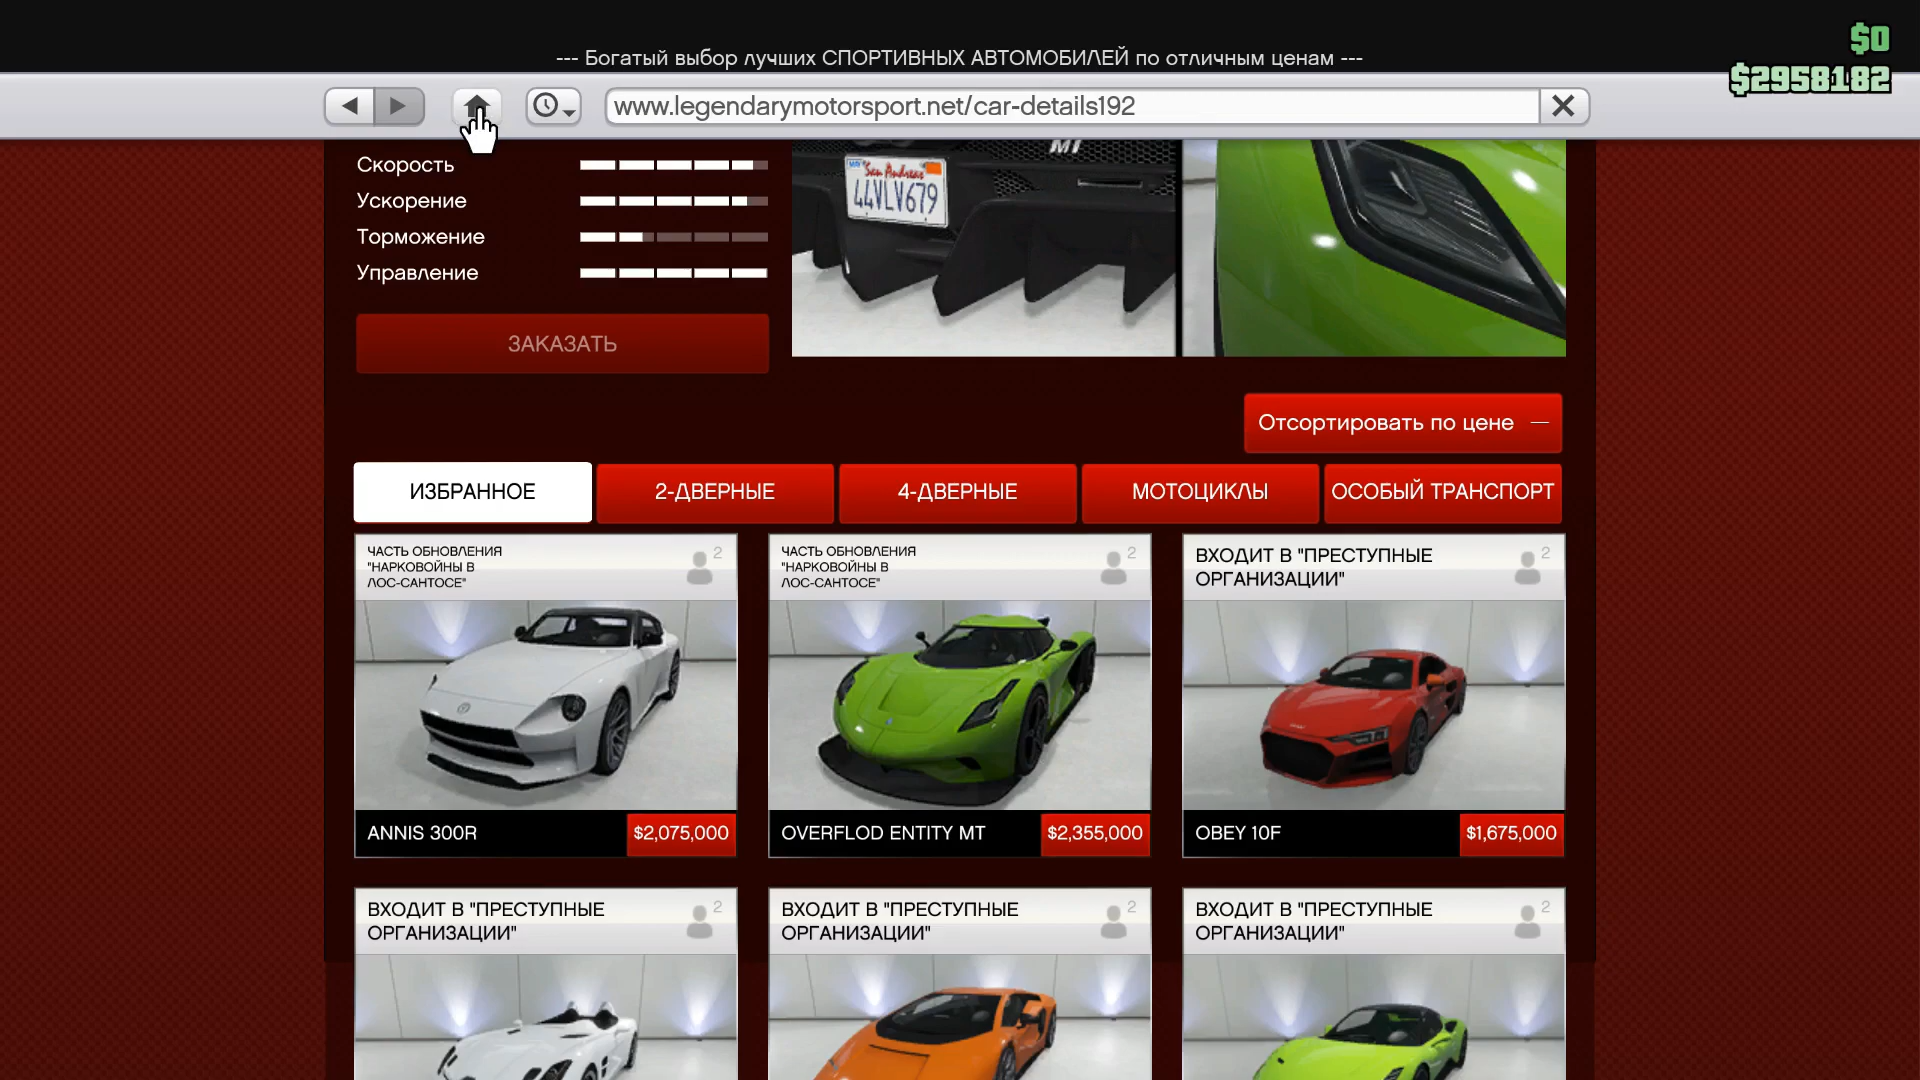 --- Богатый выбор лучших СПОРТИВНЫХ АВТОМОБИЛЕЙ по отличным ценам ---
$0
$2958182
www.legendarymotorsport.net/car-details192
Скорость
Ускорение
Торможение
Управление
ЗАКАЗАТЬ
MT
San Andreas
44VLV679
Отсортировать по цене —
ИЗБРАННОЕ
2-ДВЕРНЫЕ
4-ДВЕРНЫЕ
МОТОЦИКЛЫ
ОСОБЫЙ ТРАНСПОРТ
ЧАСТЬ ОБНОВЛЕНИЯ
"НАРКОВОЙНЫ В
ЛОС-САНТОСЕ"
2
ANNIS 300R
$2,075,000
ЧАСТЬ ОБНОВЛЕНИЯ
"НАРКОВОЙНЫ В
ЛОС-САНТОСЕ"
2
OVERFLOD ENTITY MT
$2,355,000
ВХОДИТ В "ПРЕСТУПНЫЕ
ОРГАНИЗАЦИИ"
2
OBEY 10F
$1,675,000
ВХОДИТ В "ПРЕСТУПНЫЕ
ОРГАНИЗАЦИИ"
2
ВХОДИТ В "ПРЕСТУПНЫЕ
ОРГАНИЗАЦИИ"
2
ВХОДИТ В "ПРЕСТУПНЫЕ
ОРГАНИЗАЦИИ"
2